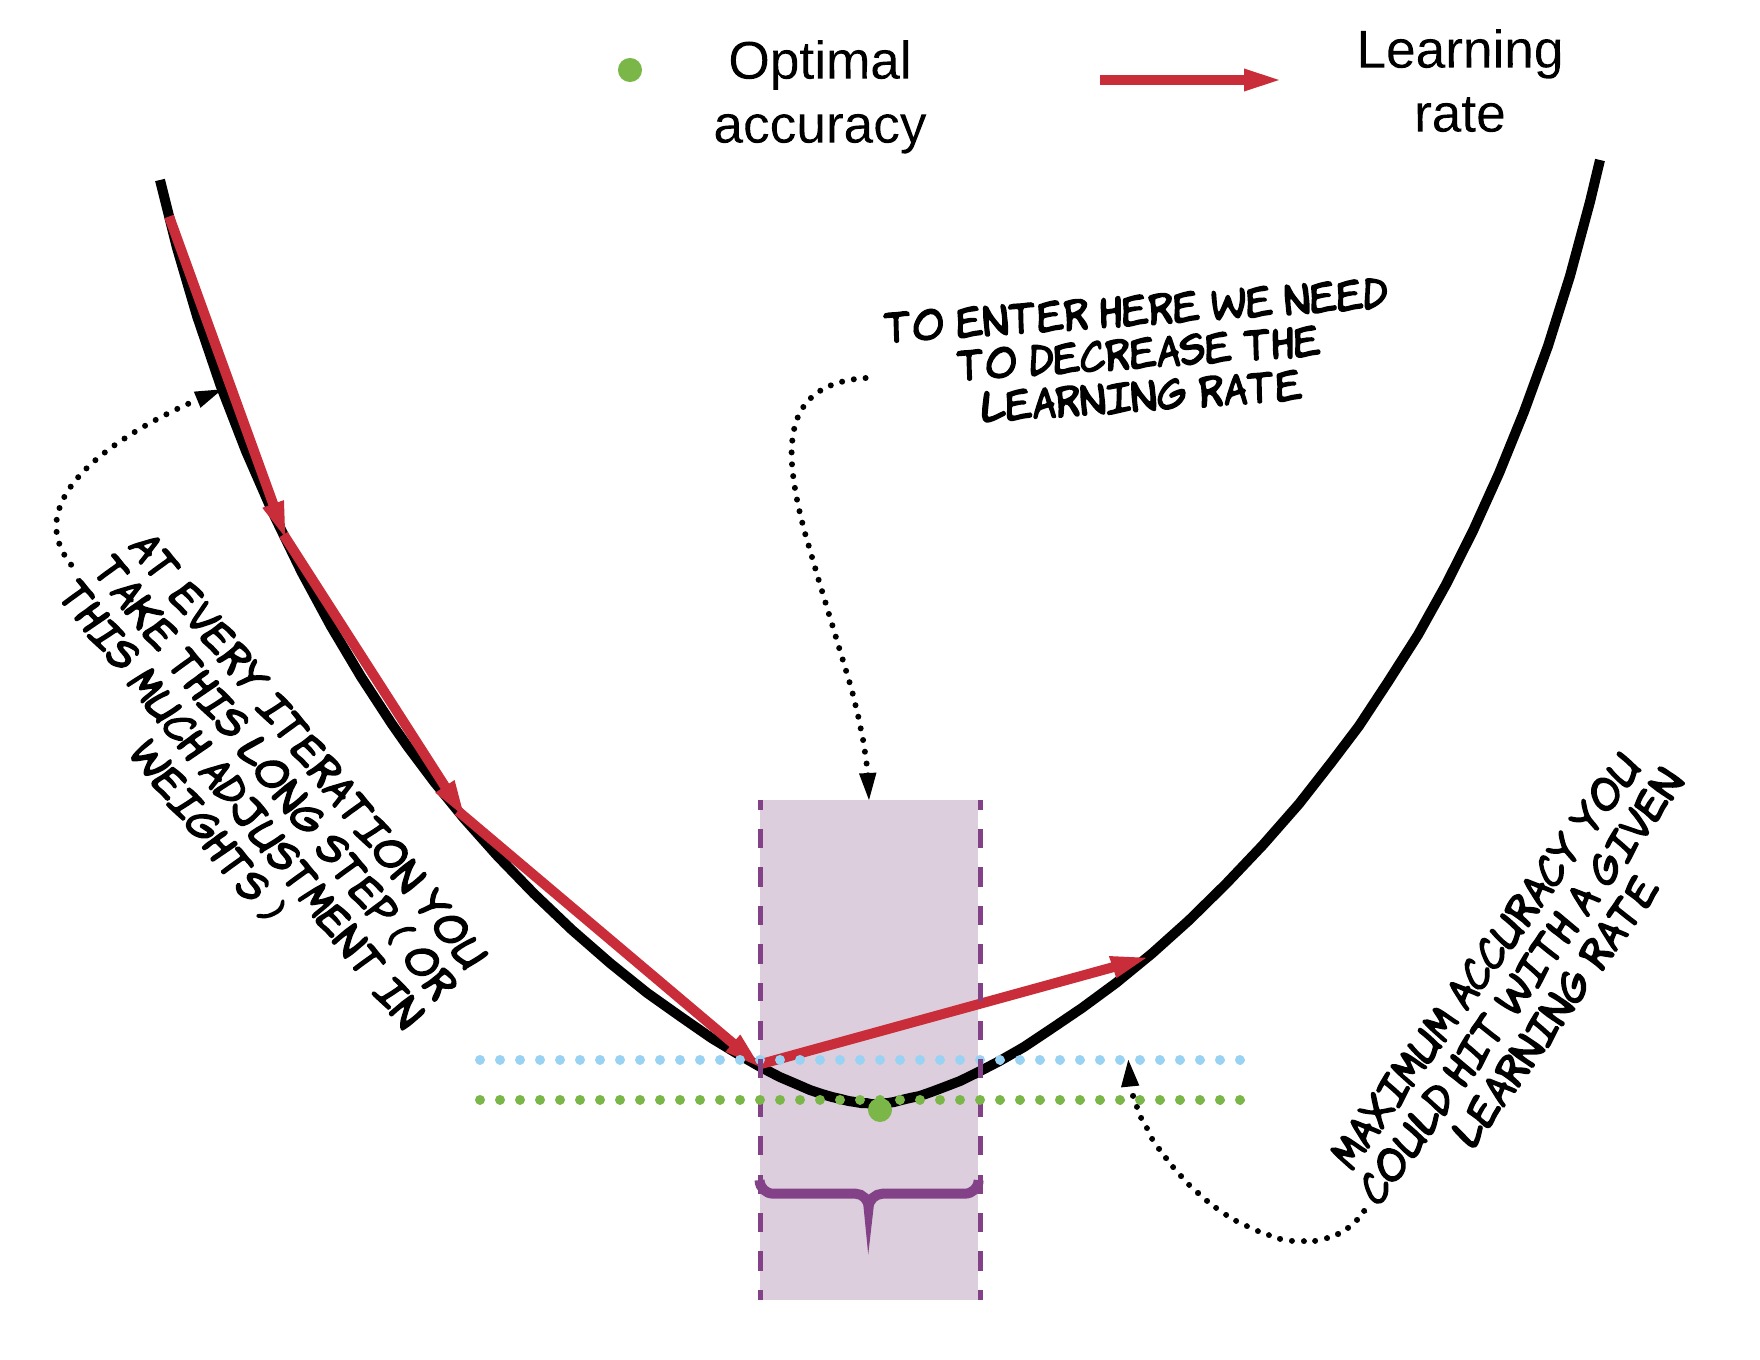 Optimal
accuracy
Learning
rate
TO ENTER HERE WE NEED
TO DECREASE THE
LEARNING RATE
AT EVERY ITERATION YOU
TAKE THIS LONG STEP ( OR
THIS MUCH ADJUSTMENT IN
WEIGHTS )
MAXIMUM ACCURACY YOU
COULD HIT WITH A GIVEN
LEARNING RATE